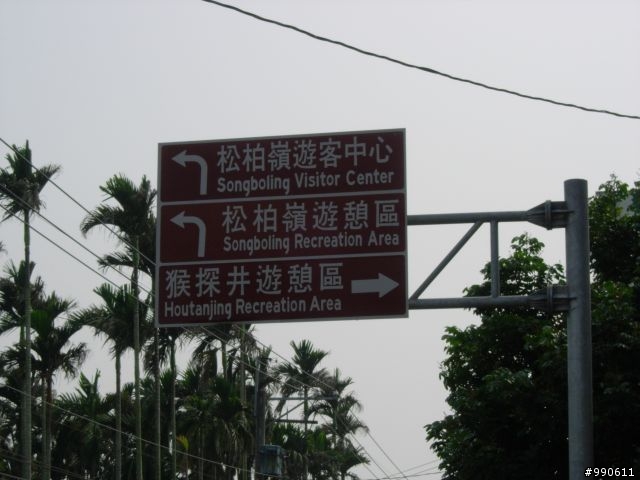 松柏嶺遊客中心
Songboling Visitor Center
松柏嶺遊憩區
Songboling Recreation Area
猴探井遊憩區
Houtanjing Recreation Area
#990611